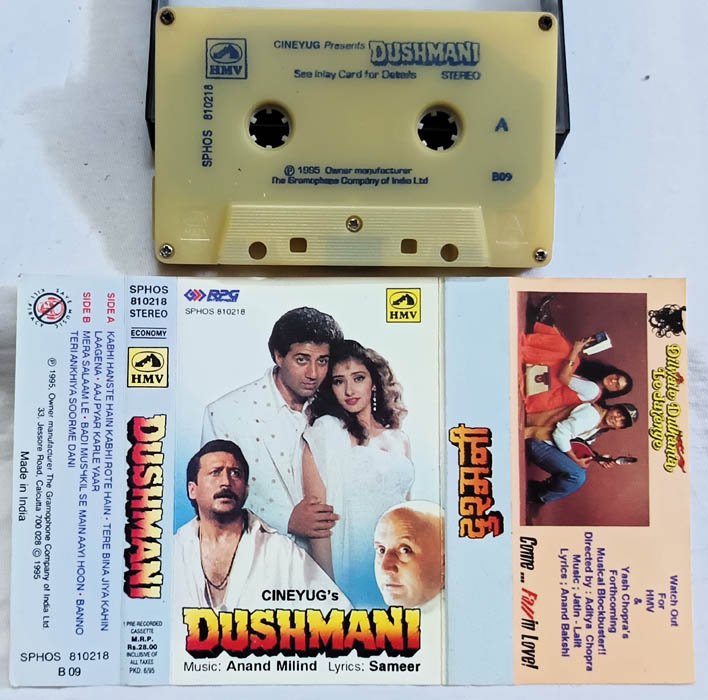 HMV
CINEYUG Presents DUSHMANI
See Inlay Card for Details STEREO
SPHOS 810218
A
℗ 1995 Owner manufacturer
The Gramophone Company of India Ltd
B09
SAVE MUSIC
KILL PIRACY
SIDE A KABHI HANSTE HAIN KABHI ROTE HAIN - TERE BINA JIYA KAHIN
LAAGENA - AAJ PYAR KARLE YAAR
SIDE B MERA SALAAM LE - BADI MUSHKIL SE MAIN AAYI HOON - BANNO
TERI ANKHIYA SOORME DANI
℗ 1995, Owner manufacturer The Gramophone Company of India Ltd
33, Jessore Road, Calcutta 700 028 © 1995
Made in India
SPHOS 810218
B 09
SPHOS
810218
STEREO
ECONOMY
HMV
DUSHMANI
1 PRE-RECORDED
CASSETTE
M.R.P.
Rs.28.00
INCLUSIVE OF
ALL TAXES
PKD. 6/95
RPG
SPHOS 810218
HMV
CINEYUG's
DUSHMANI
Music: Anand Milind Lyrics: Sameer
दुश्मनी
Dilwale Dulhania
Le Jayenge
Come... Fall in Love!
Watch Out
For
HMV
&
Yash Chopra's
Forthcoming
Musical Blockbuster!!
Directed by : Aditya Chopra
Music : Jatin - Lalit
Lyrics : Anand Bakshi